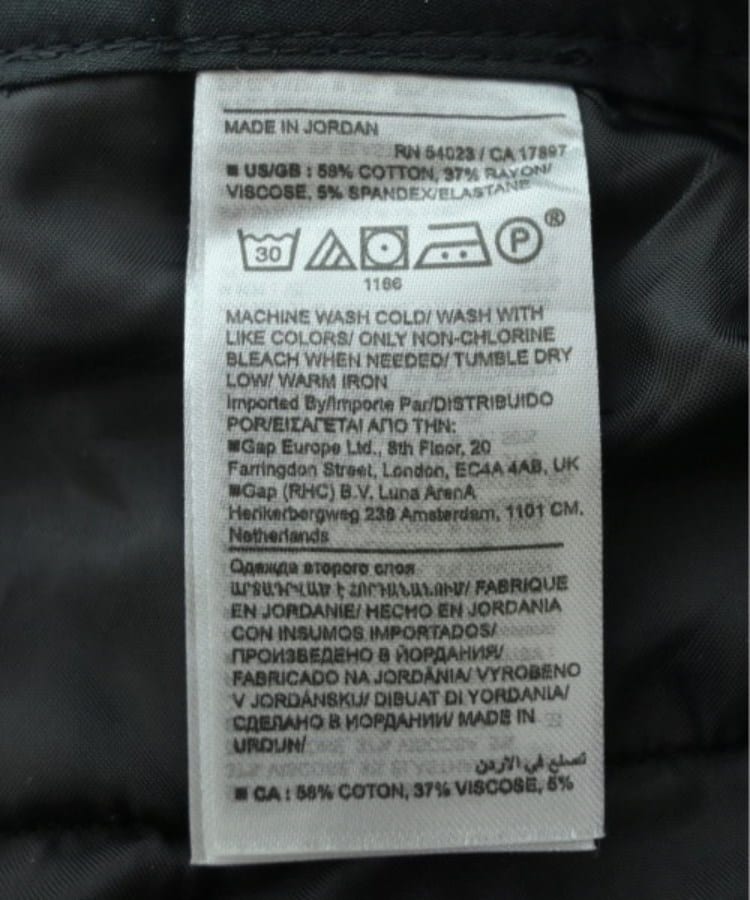 MADE IN JORDAN
RN 54023 / CA 17897
■ US/GB : 58% COTTON, 37% RAYON/
VISCOSE, 5% SPANDEX/ELASTANE
30 P ®
1186
MACHINE WASH COLD/ WASH WITH
LIKE COLORS/ ONLY NON-CHLORINE
BLEACH WHEN NEEDED/ TUMBLE DRY
LOW/ WARM IRON
Imported By/Importe Par/DISTRIBUIDO
POR/ΕΙΣΑΓΕΤΑΙ ΑΠΟ ΤΗΝ:
■Gap Europe Ltd., 8th Floor, 20
Farringdon Street, London, EC4A 4AB, UK
■Gap (RHC) B.V. Luna ArenA
Herikerbergweg 238 Amsterdam, 1101 CM.
Netherlands
Одежда второго слоя
ԱՐՏԱԴՐՎԱԾ Է ՀՈՐԴԱՆԱՆՈՒՄ/ FABRIQUE
EN JORDANIE/ HECHO EN JORDANIA
CON INSUMOS IMPORTADOS/
ПРОИЗВЕДЕНО В ЙОРДАНИЯ/
FABRICADO NA JORDÂNIA/ VYROBENO
V JORDÁNSKU/ DIBUAT DI YORDANIA/
СДЕЛАНО В ИОРДАНИИ/ MADE IN
URDUN/
تصنع في الأردن
■ CA : 58% COTON, 37% VISCOSE, 5%